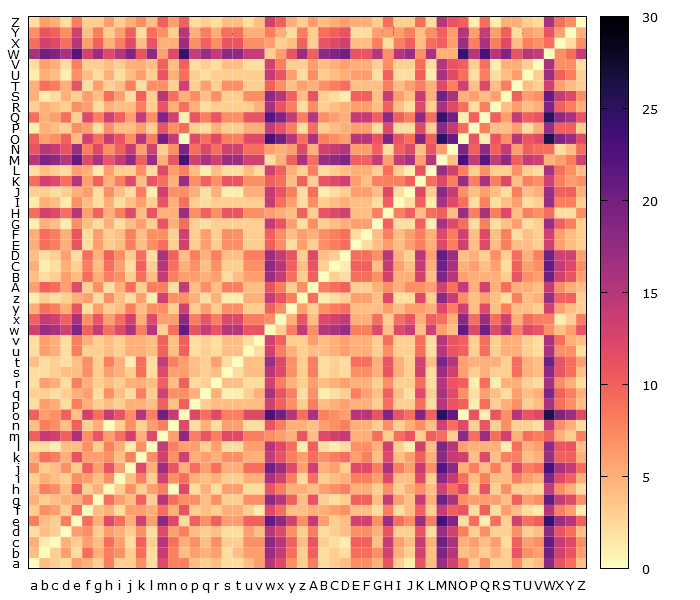 Z
Y
X
W
V
U
T
S
R
Q
P
O
N
M
L
K
J
I
H
G
F
E
D
C
B
A
z
y
x
w
v
u
t
s
r
q
p
o
n
m
l
k
j
i
h
g
f
e
d
c
b
a
a b c d e f g h i j k l m n o p q r s t u v w x y z A B C D E F G H I J K L M N O P Q R S T U V W X Y Z
30
25
20
15
10
5
0